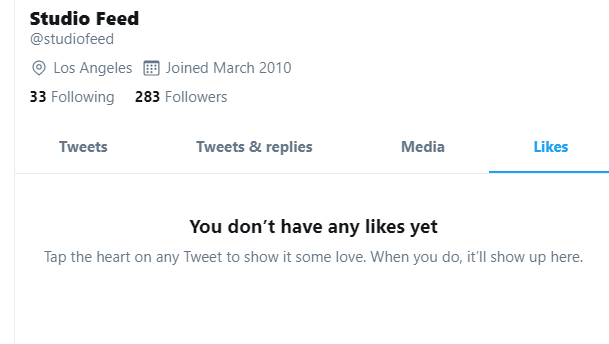 Studio Feed
@studiofeed
Los Angeles Joined March 2010
33 Following 283 Followers
Tweets Tweets & replies Media Likes
You don’t have any likes yet
Tap the heart on any Tweet to show it some love. When you do, it’ll show up here.